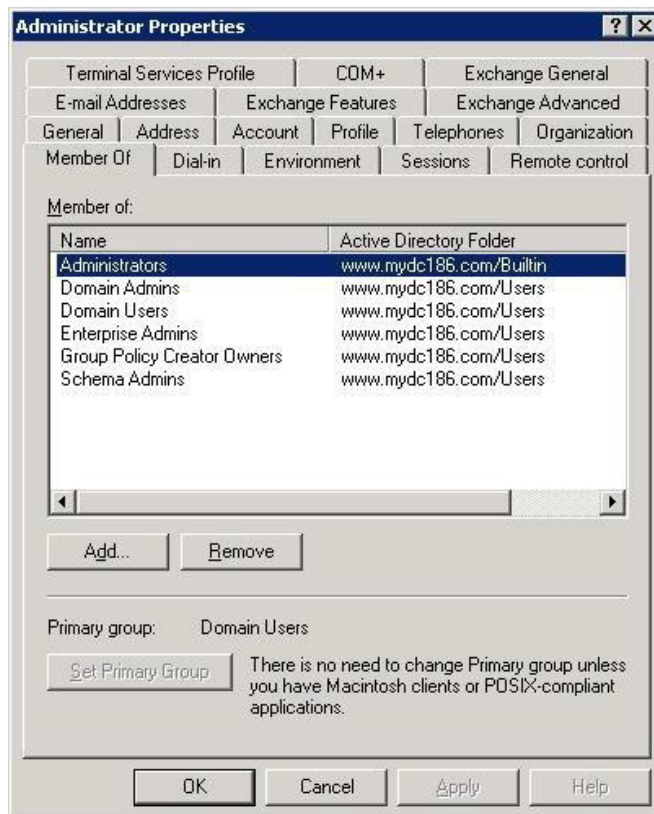 Administrator Properties
Terminal Services Profile COM+ Exchange General
E-mail Addresses Exchange Features Exchange Advanced
General Address Account Profile Telephones Organization
Member Of Dial-in Environment Sessions Remote control
Member of:
Name Active Directory Folder
Administrators www.mydc186.com/Builtin
Domain Admins www.mydc186.com/Users
Domain Users www.mydc186.com/Users
Enterprise Admins www.mydc186.com/Users
Group Policy Creator Owners www.mydc186.com/Users
Schema Admins www.mydc186.com/Users
Add... Remove
Primary group: Domain Users
Set Primary Group
There is no need to change Primary group unless
you have Macintosh clients or POSIX-compliant
applications.
OK Cancel Apply Help